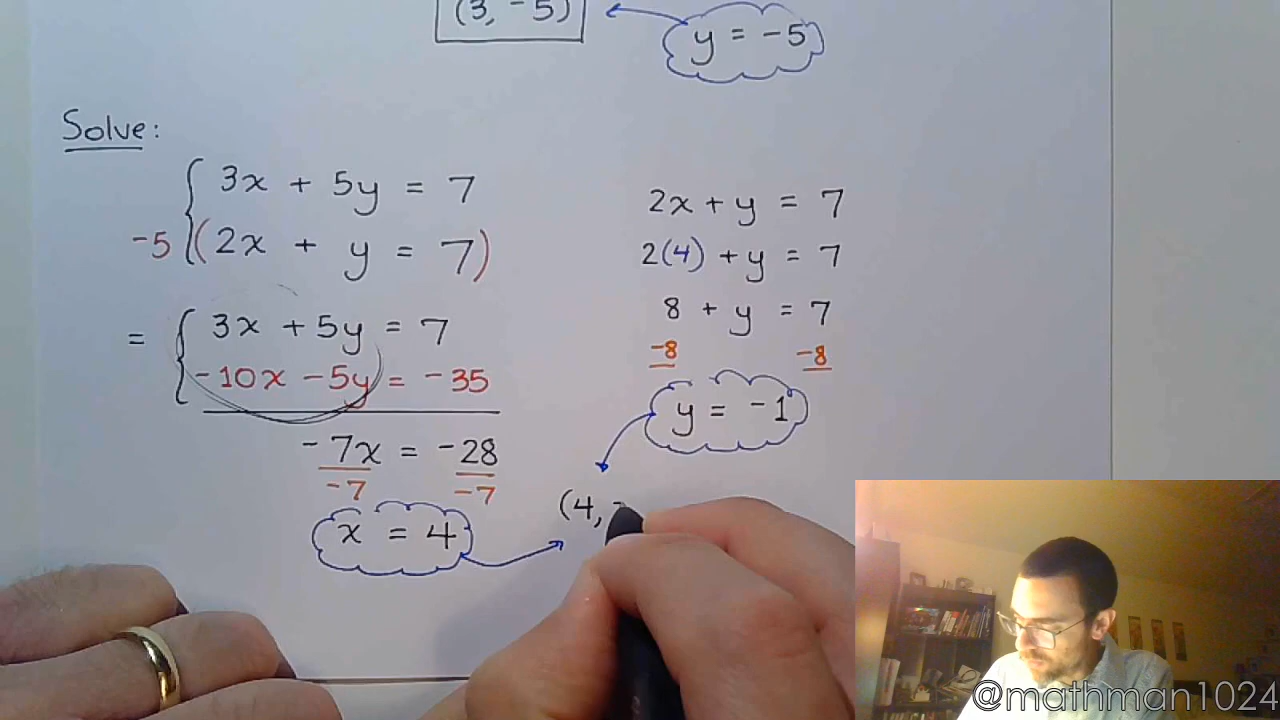 (3, -5)
y = -5
Solve:
3x + 5y = 7
-5 (2x + y = 7)
= 3x + 5y = 7
-10x - 5y = -35
-7x = -28
-7 -7
x = 4
2x + y = 7
2(4) + y = 7
8 + y = 7
-8 -8
y = -1
(4, -
@mathman1024